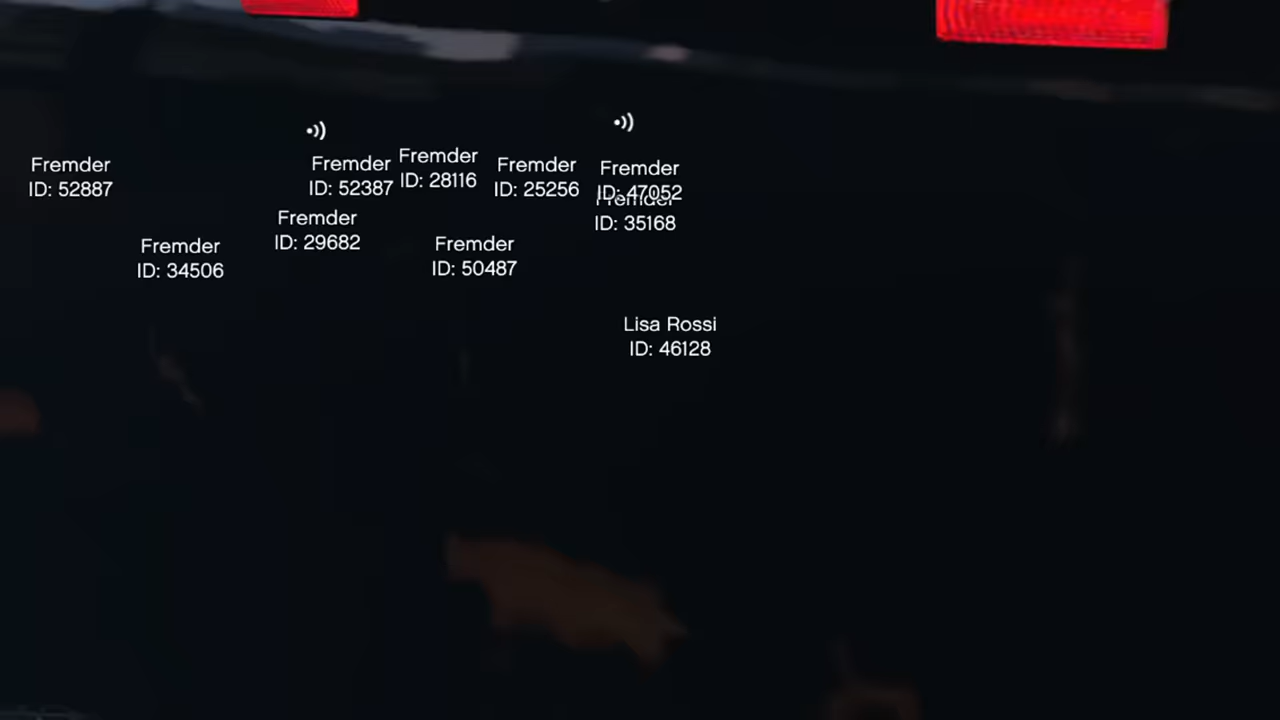 Fremder
ID: 52887
Fremder
ID: 52387
Fremder
ID: 28116
Fremder
ID: 25256
Fremder
ID: 47052
Fremder
ID: 35168
Fremder
ID: 29682
Fremder
ID: 34506
Fremder
ID: 50487
Lisa Rossi
ID: 46128